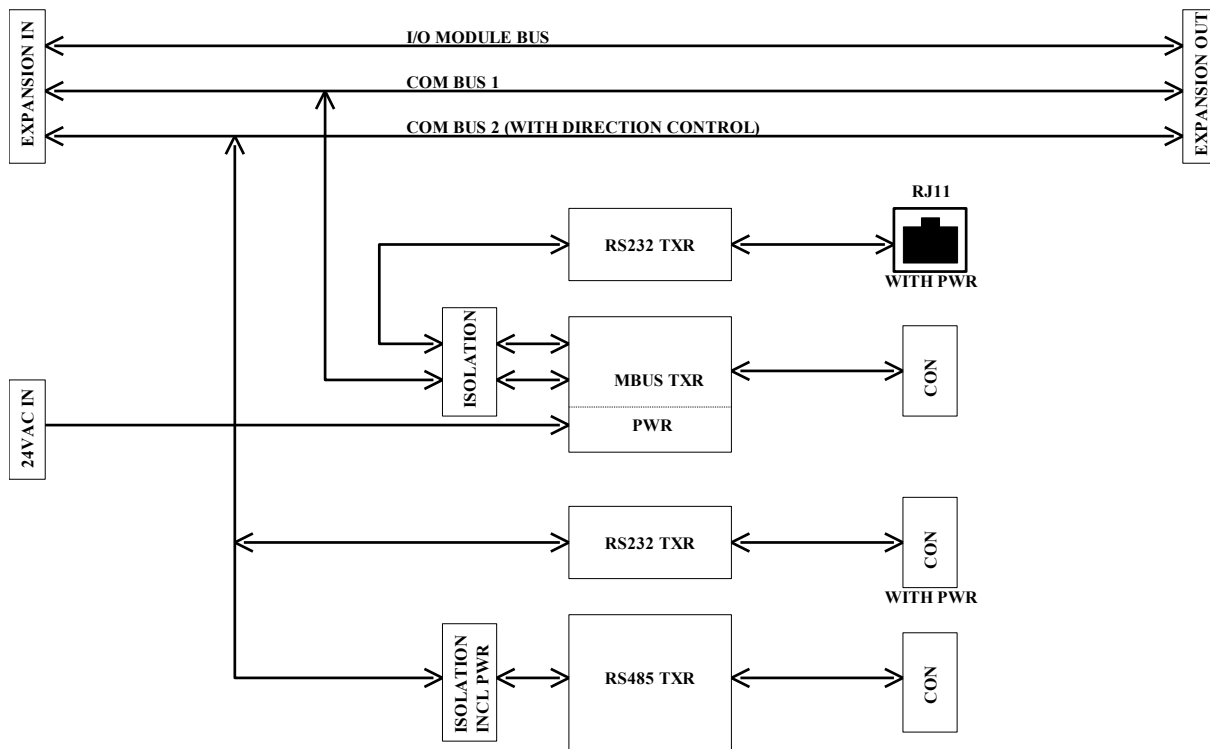 EXPANSION IN
I/O MODULE BUS
COM BUS 1
COM BUS 2 (WITH DIRECTION CONTROL)
EXPANSION OUT
RJ11
RS232 TXR
WITH PWR
ISOLATION
MBUS TXR
CON
24VAC IN
PWR
RS232 TXR
CON
WITH PWR
ISOLATION
INCL PWR
RS485 TXR
CON